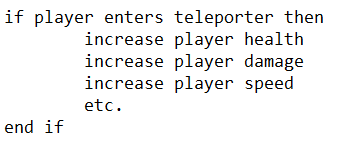 if player enters teleporter then
increase player health
increase player damage
increase player speed
etc.
end if